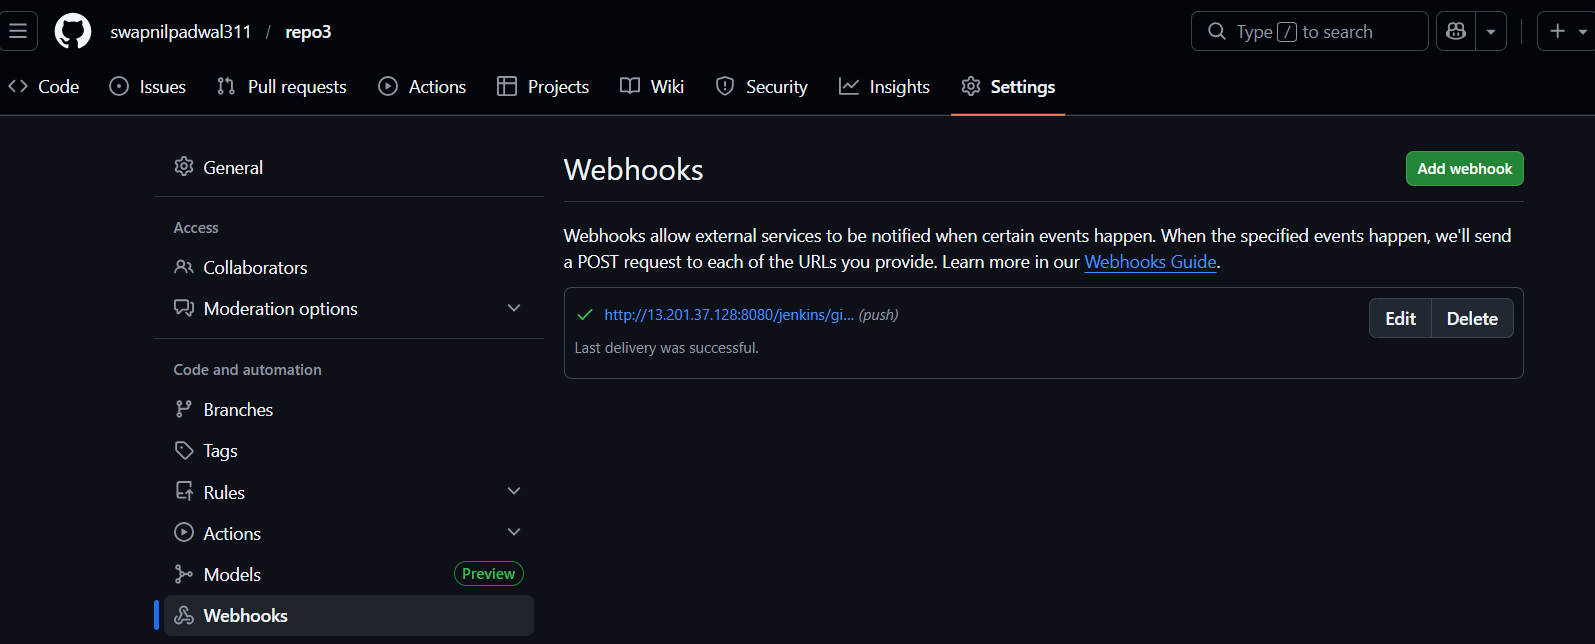 swapnilpadwal311 / repo3
Type / to search
Code Issues Pull requests Actions Projects Wiki Security Insights Settings
General
Access
Collaborators
Moderation options
Code and automation
Branches
Tags
Rules
Actions
Models Preview
Webhooks
Webhooks
Add webhook
Webhooks allow external services to be notified when certain events happen. When the specified events happen, we'll send
a POST request to each of the URLs you provide. Learn more in our Webhooks Guide.
http://13.201.37.128:8080/jenkins/gi... (push)
Edit Delete
Last delivery was successful.